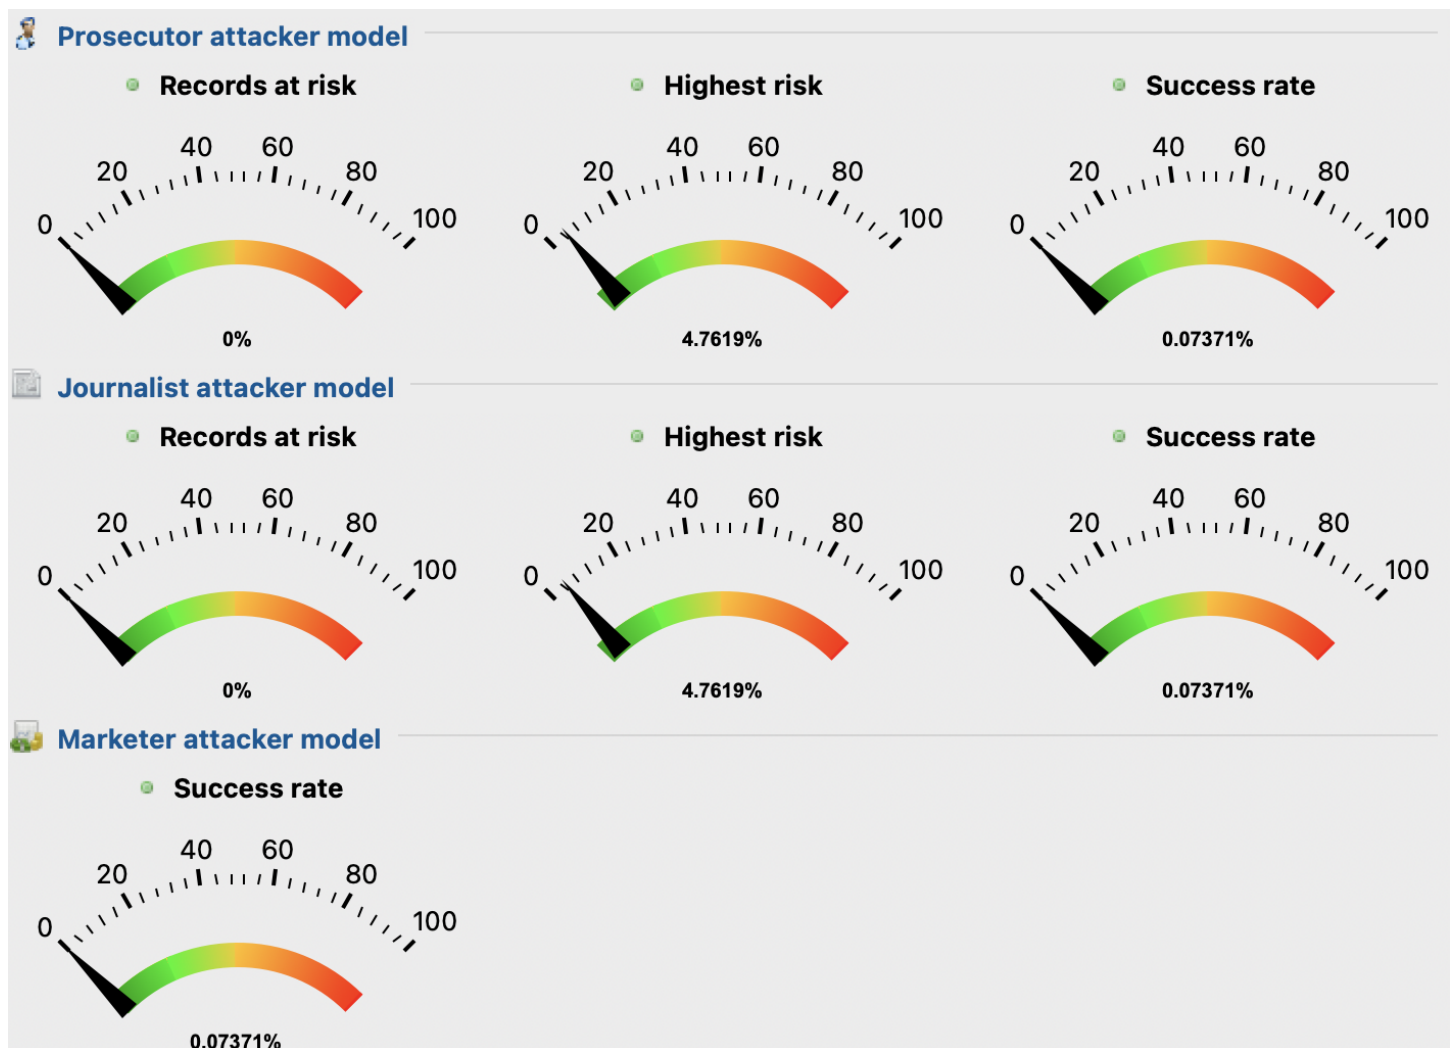 Prosecutor attacker model
Records at risk Highest risk Success rate
0 20 40 60 80 100 0 20 40 60 80 100 0 20 40 60 80 100
0% 4.7619% 0.07371%
Journalist attacker model
Records at risk Highest risk Success rate
0 20 40 60 80 100 0 20 40 60 80 100 0 20 40 60 80 100
0% 4.7619% 0.07371%
Marketer attacker model
Success rate
0 20 40 60 80 100
0.07371%